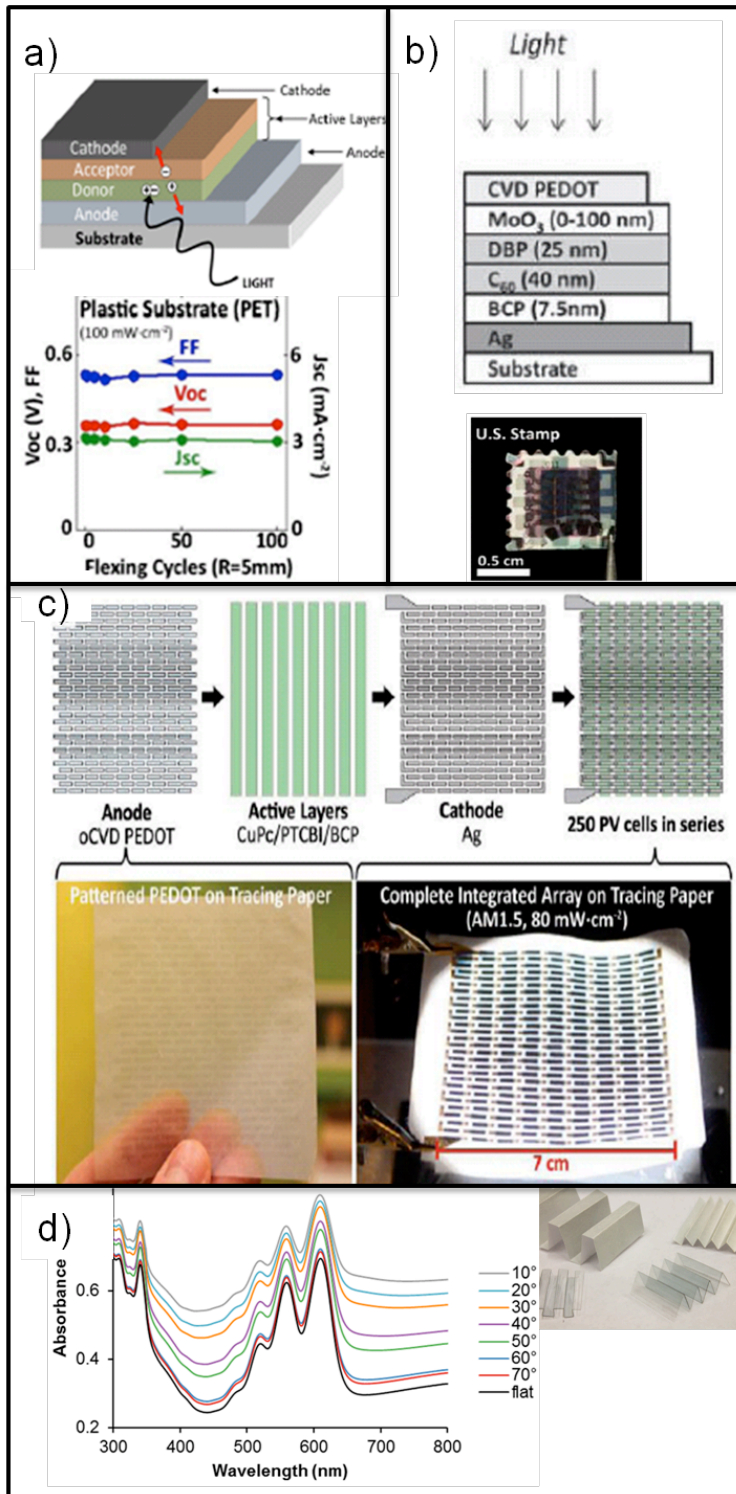 a)
Cathode
Active Layers
Anode
Cathode
Acceptor
Donor
Anode
Substrate
LIGHT
Plastic Substrate (PET)
(100 mW·cm⁻²)
FF
Voc
Jsc
Voc (V), FF
0.6
0.3
0
Jsc (mA·cm⁻²)
6
3
0
0
50
100
Flexing Cycles (R=5mm)
b)
Light
CVD PEDOT
MoO₃ (0-100 nm)
DBP (25 nm)
C₆₀ (40 nm)
BCP (7.5nm)
Ag
Substrate
U.S. Stamp
0.5 cm
c)
Anode
oCVD PEDOT
Active Layers
CuPc/PTCBI/BCP
Cathode
Ag
250 PV cells in series
Patterned PEDOT on Tracing Paper
Complete Integrated Array on Tracing Paper
(AM1.5, 80 mW·cm⁻²)
7 cm
d)
Absorbance
0.6
0.4
0.2
300
400
500
600
700
800
Wavelength (nm)
10°
20°
30°
40°
50°
60°
70°
flat